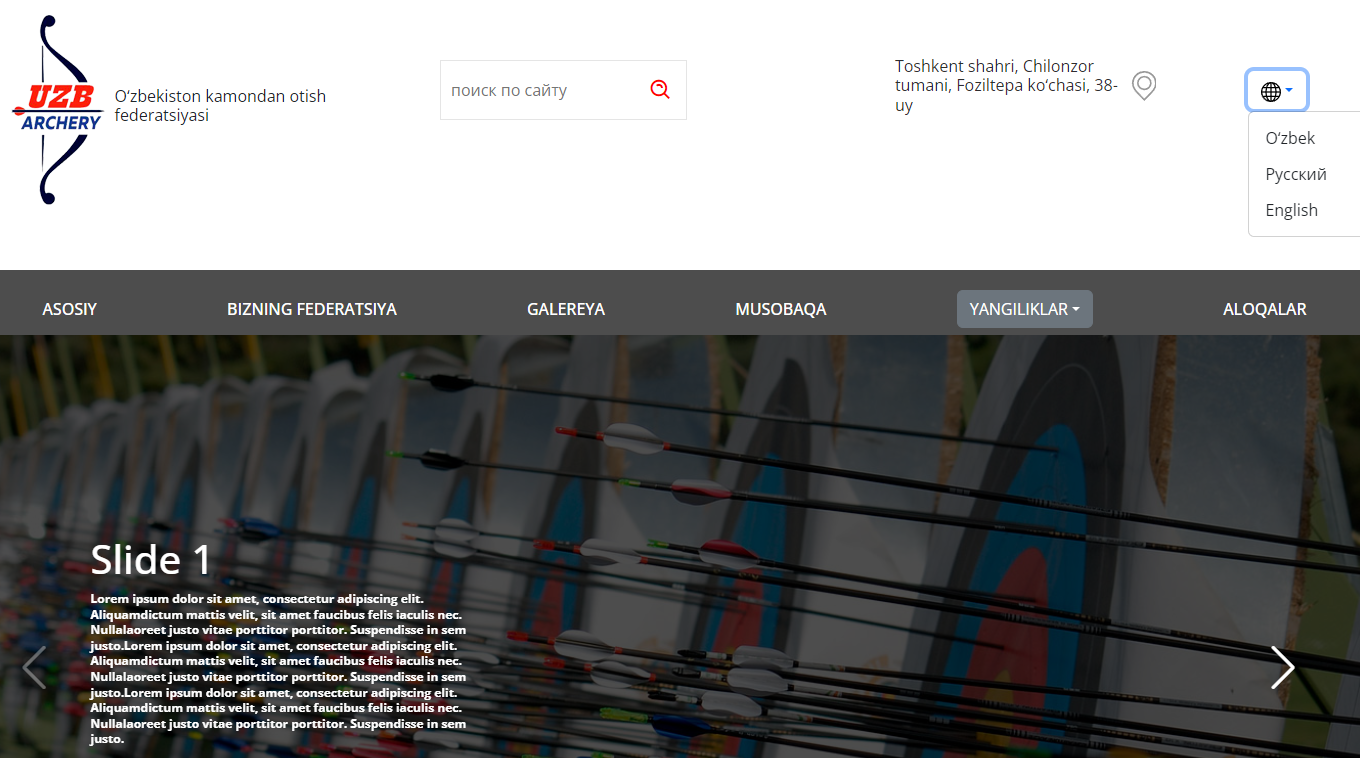 UZB
ARCHERY
O‘zbekiston kamondan otish
federatsiyasi
поиск по сайту
Toshkent shahri, Chilonzor
tumani, Foziltepa ko‘chasi, 38-
uy
O‘zbek
Русский
English
ASOSIY
BIZNING FEDERATSIYA
GALEREYA
MUSOBAQA
YANGILIKLAR
ALOQALAR
Slide 1
Lorem ipsum dolor sit amet, consectetur adipiscing elit.
Aliquamdictum mattis velit, sit amet faucibus felis iaculis nec.
Nullalaoreet justo vitae porttitor porttitor. Suspendisse in sem
justo.Lorem ipsum dolor sit amet, consectetur adipiscing elit.
Aliquamdictum mattis velit, sit amet faucibus felis iaculis nec.
Nullalaoreet justo vitae porttitor porttitor. Suspendisse in sem
justo.Lorem ipsum dolor sit amet, consectetur adipiscing elit.
Aliquamdictum mattis velit, sit amet faucibus felis iaculis nec.
Nullalaoreet justo vitae porttitor porttitor. Suspendisse in sem
justo.